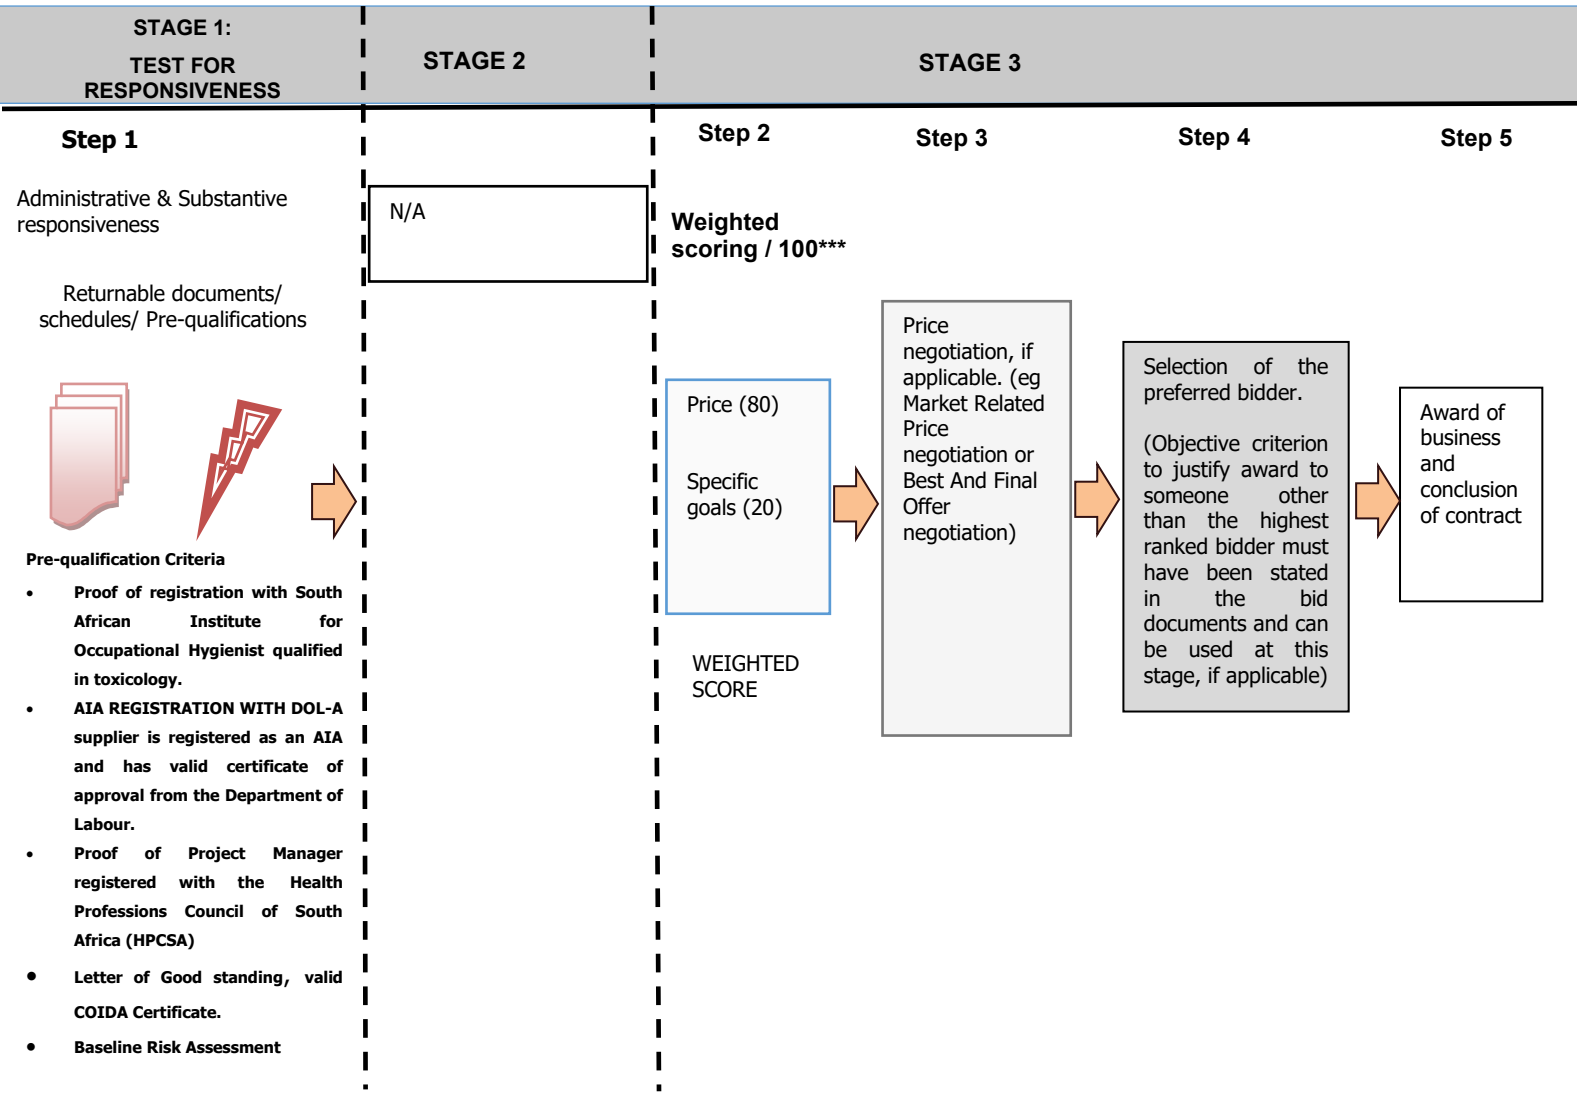 STAGE 1:
TEST FOR
RESPONSIVENESS
STAGE 2
STAGE 3
Step 1
Administrative & Substantive
responsiveness
Returnable documents/
schedules/ Pre-qualifications
Pre-qualification Criteria
• Proof of registration with South
African Institute for
Occupational Hygienist qualified
in toxicology.
• AIA REGISTRATION WITH DOL-A
supplier is registered as an AIA
and has valid certificate of
approval from the Department of
Labour.
• Proof of Project Manager
registered with the Health
Professions Council of South
Africa (HPCSA)
• Letter of Good standing, valid
COIDA Certificate.
• Baseline Risk Assessment
N/A
Step 2
Weighted
scoring / 100***
Price (80)
Specific
goals (20)
WEIGHTED
SCORE
Step 3
Price
negotiation, if
applicable. (eg
Market Related
Price
negotiation or
Best And Final
Offer
negotiation)
Step 4
Selection of the
preferred bidder.
(Objective criterion
to justify award to
someone other
than the highest
ranked bidder must
have been stated
in the bid
documents and can
be used at this
stage, if applicable)
Step 5
Award of
business
and
conclusion
of contract